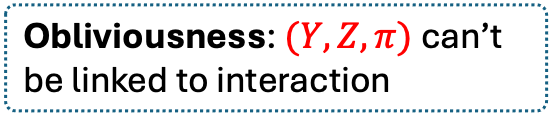 Obliviousness: (Y, Z, π) can’t
be linked to interaction